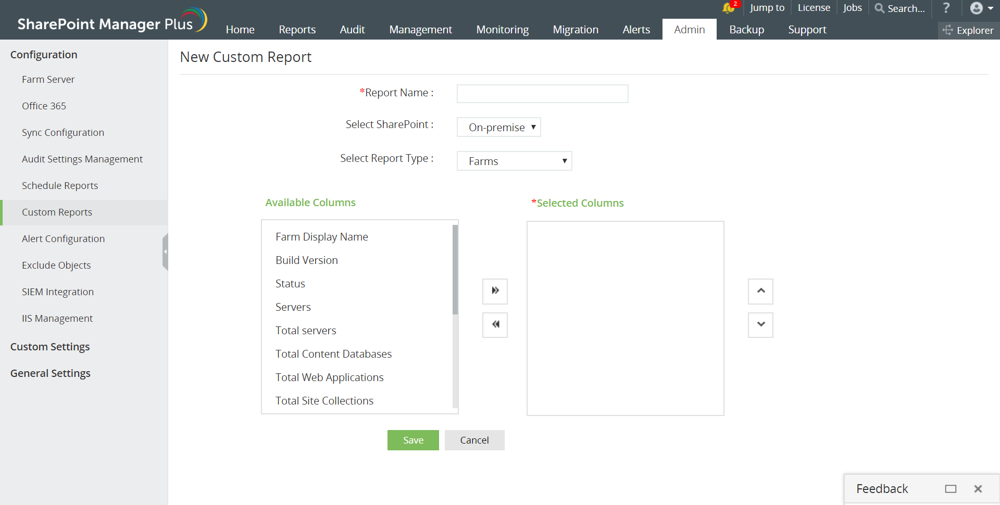 2
Jump to
License
Jobs
Search...
?
SharePoint Manager Plus
Home
Reports
Audit
Management
Monitoring
Migration
Alerts
Admin
Backup
Support
Explorer
Configuration
Farm Server
Office 365
Sync Configuration
Audit Settings Management
Schedule Reports
Custom Reports
Alert Configuration
Exclude Objects
SIEM Integration
IIS Management
Custom Settings
General Settings
New Custom Report
*Report Name :
Select SharePoint :
On-premise
Select Report Type :
Farms
Available Columns
Farm Display Name
Build Version
Status
Servers
Total servers
Total Content Databases
Total Web Applications
Total Site Collections
*Selected Columns
Save
Cancel
Feedback